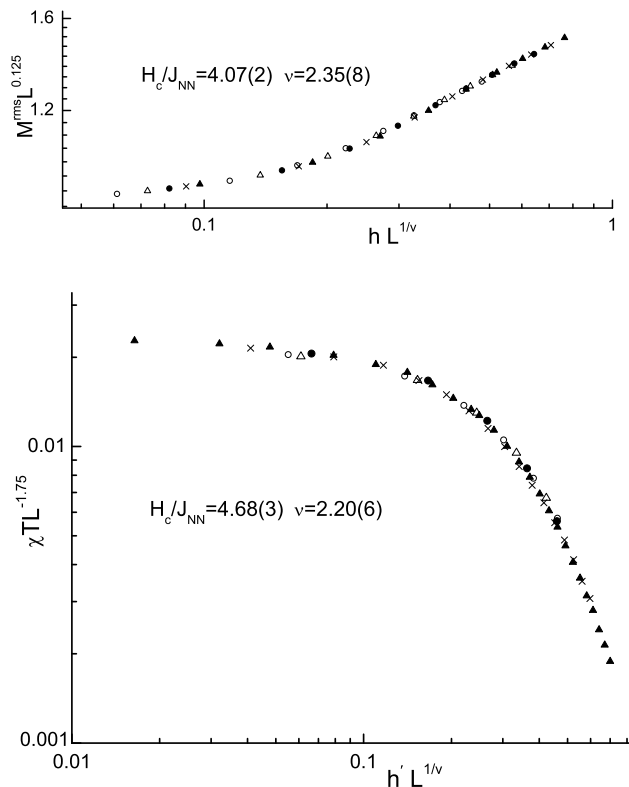 1.6
1.2
M^rms L^0.125
H_c/J_NN=4.07(2) ν=2.35(8)
0.1
1
h L^1/ν
0.01
0.001
χTL^-1.75
H_c/J_NN=4.68(3) ν=2.20(6)
0.01
0.1
h′ L^1/ν